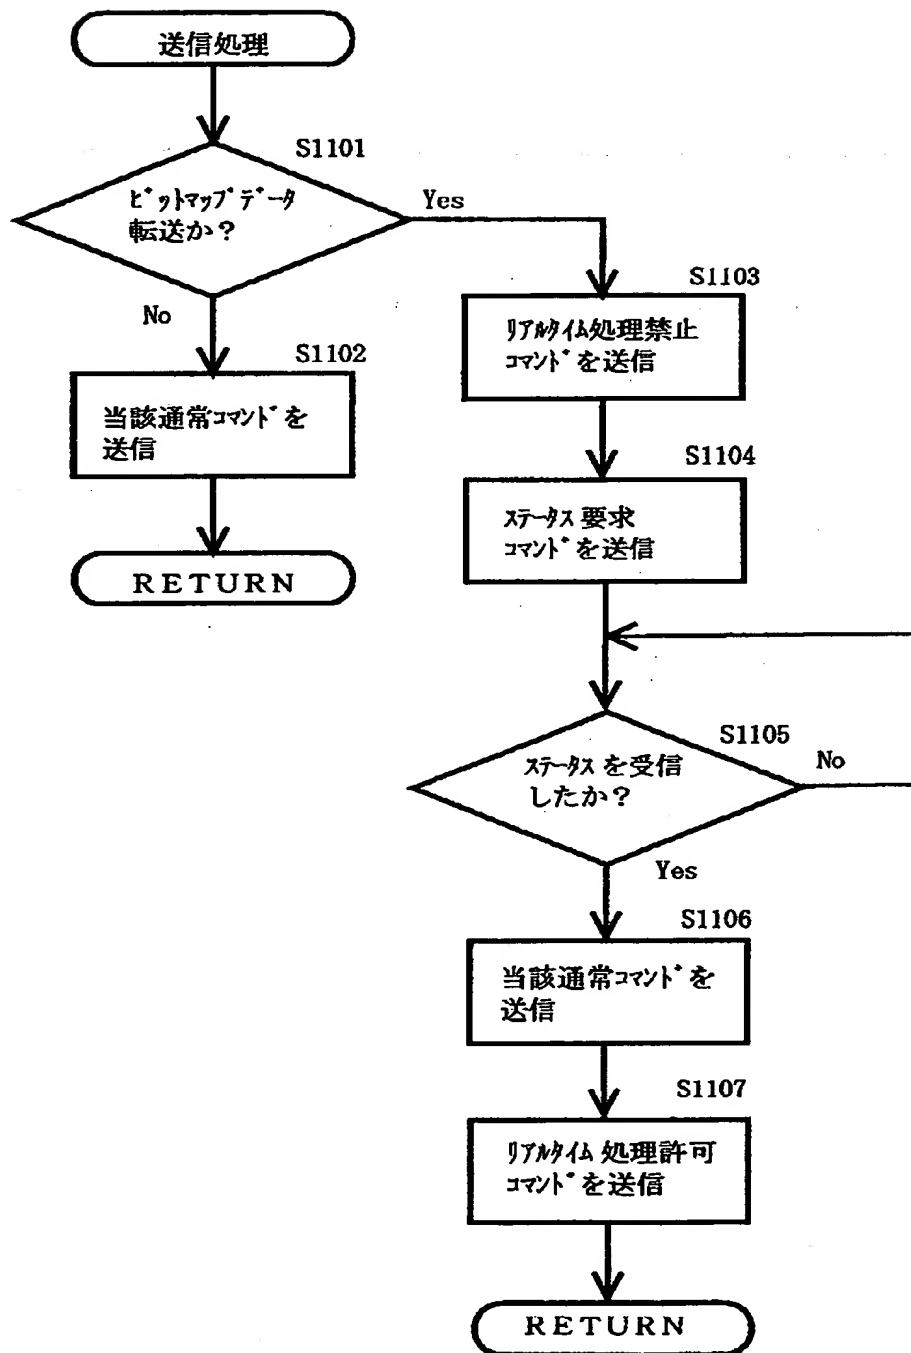 送信処理
S1101
ﾋﾞｯﾄﾏｯﾌﾟﾃﾞｰﾀ
転送か？
Yes
No
S1102
当該通常ｺﾏﾝﾄﾞを
送信
RETURN
S1103
ﾘｱﾙﾀｲﾑ処理禁止
ｺﾏﾝﾄﾞを送信
S1104
ｽﾃｰﾀｽ要求
ｺﾏﾝﾄﾞを送信
S1105
ｽﾃｰﾀｽを受信
したか？
No
Yes
S1106
当該通常ｺﾏﾝﾄﾞを
送信
S1107
ﾘｱﾙﾀｲﾑ処理許可
ｺﾏﾝﾄﾞを送信
RETURN